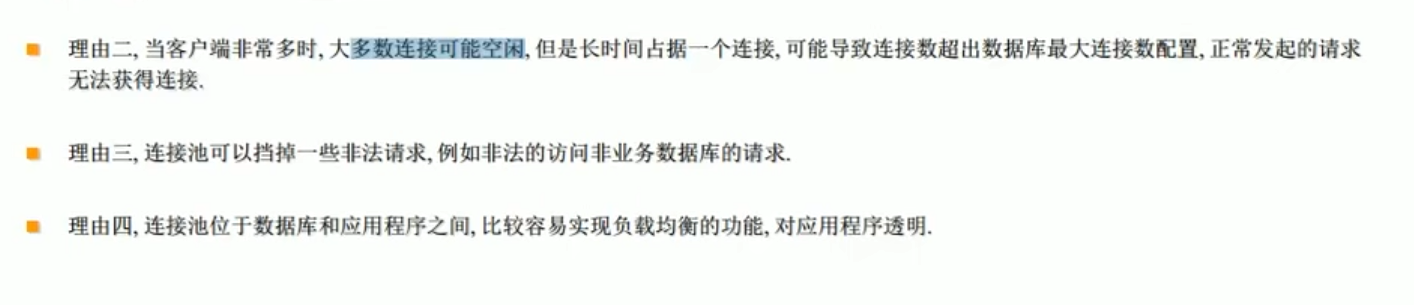 理由二, 当客户端非常多时, 大多数连接可能空闲, 但是长时间占据一个连接, 可能导致连接数超出数据库最大连接数配置, 正常发起的请求
无法获得连接.
理由三, 连接池可以挡掉一些非法请求, 例如非法的访问非业务数据库的请求.
理由四, 连接池位于数据库和应用程序之间, 比较容易实现负载均衡的功能, 对应用程序透明.